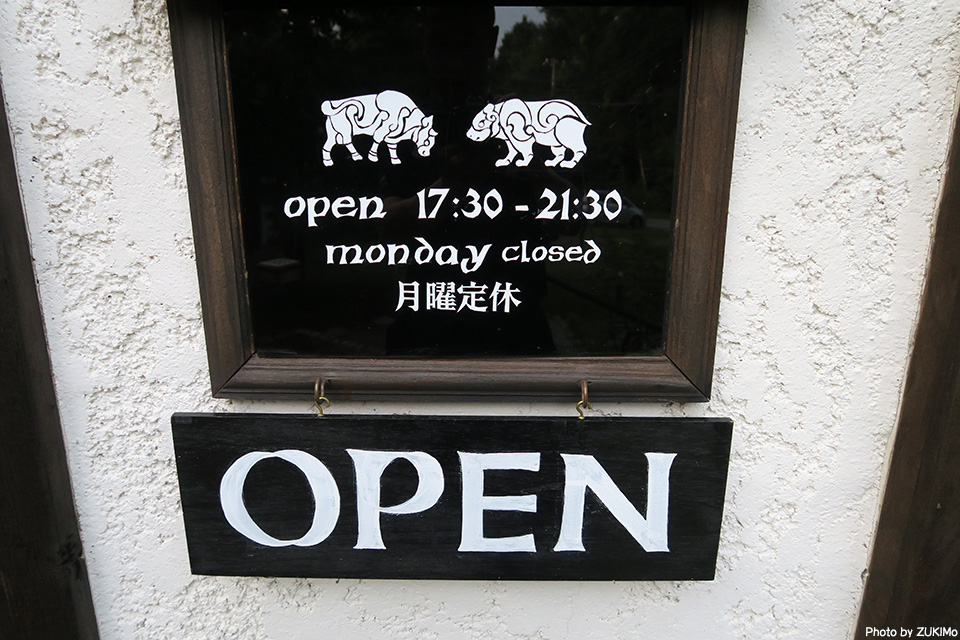 open 17:30 - 21:30
monday closed
月曜定休
OPEN
Photo by ZUKIMo